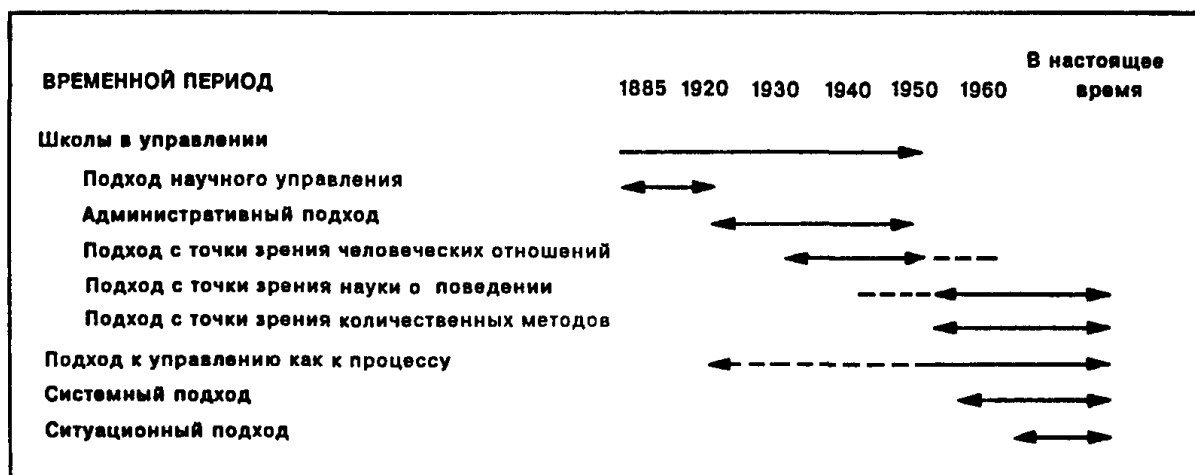 В настоящее
ВРЕМЕННОЙ ПЕРИОД 1885 1920 1930 1940 1950 1960 время
Школы в управлении
Подход научного управления
Административный подход
Подход с точки зрения человеческих отношений
Подход с точки зрения науки о поведении
Подход с точки зрения количественных методов
Подход к управлению как к процессу
Системный подход
Ситуационный подход